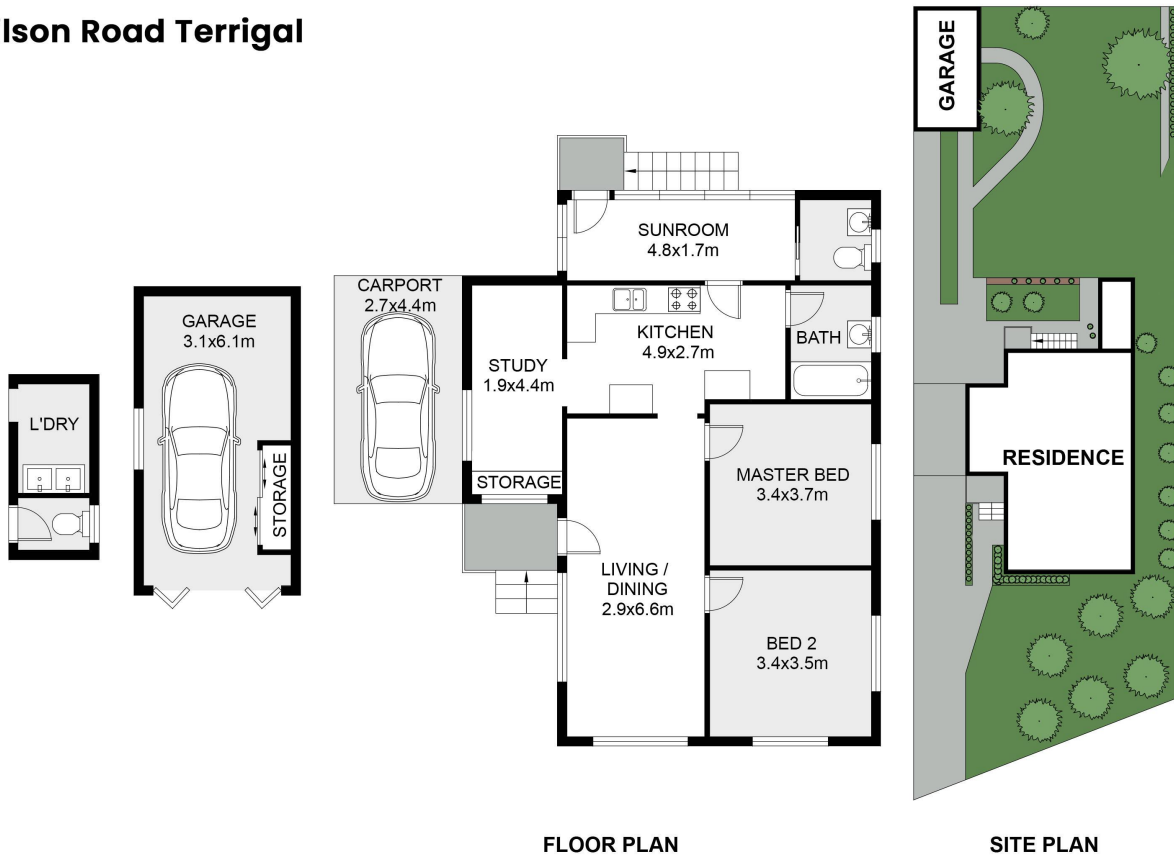 lson Road Terrigal
GARAGE
SUNROOM
4.8x1.7m
CARPORT
2.7x4.4m
GARAGE
3.1x6.1m
KITCHEN
4.9x2.7m
BATH
STUDY
1.9x4.4m
L'DRY
STORAGE
STORAGE
MASTER BED
3.4x3.7m
RESIDENCE
LIVING /
DINING
2.9x6.6m
BED 2
3.4x3.5m
FLOOR PLAN
SITE PLAN